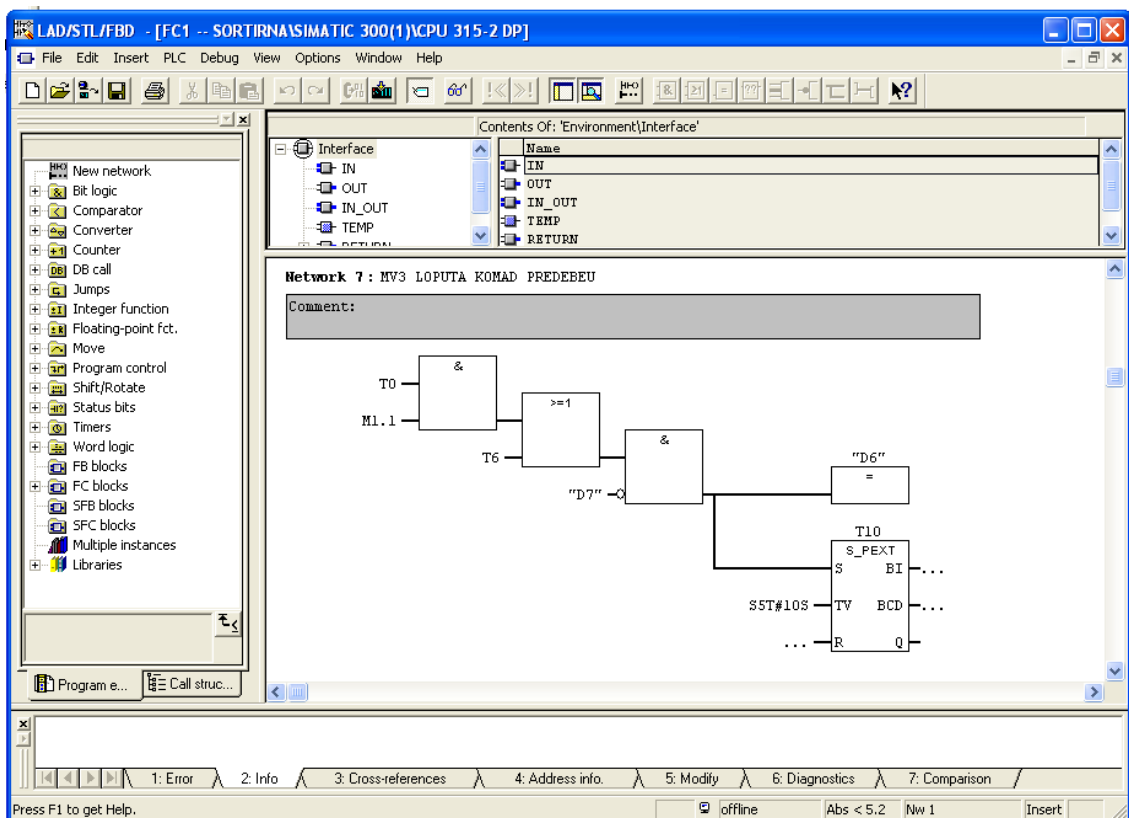 LAD/STL/FBD - [FC1 -- SORTIRNA\SIMATIC 300(1)\CPU 315-2 DP]
File Edit Insert PLC Debug View Options Window Help
New network
Bit logic
Comparator
Converter
Counter
DB call
Jumps
Integer function
Floating-point fct.
Move
Program control
Shift/Rotate
Status bits
Timers
Word logic
FB blocks
FC blocks
SFB blocks
SFC blocks
Multiple instances
Libraries
Program e... Call struc...
Contents Of: 'Environment\Interface'
Interface
IN
OUT
IN_OUT
TEMP
RETURN
Name
IN
OUT
IN_OUT
TEMP
RETURN
Network 7 : MV3 LOPUTA KOMAD PREDEBEU
Comment:
&
T0
M1.1
>=1
T6
&
"D7"
"D6"
=
T10
S_PEXT
S BI ...
S5T#10S TV BCD ...
... R Q
1: Error 2: Info 3: Cross-references 4: Address info. 5: Modify 6: Diagnostics 7: Comparison
Press F1 to get Help. offline Abs < 5.2 Nw 1 Insert